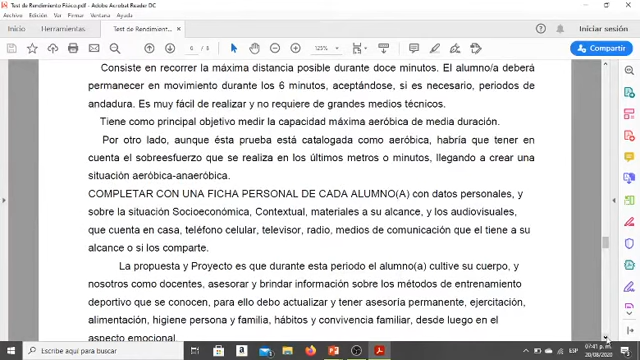 Test de Rendimiento Físico.pdf - Adobe Acrobat Reader DC
Archivo Edición Ver Firmar Ventana Ayuda
Inicio Herramientas Test de Rendimient... × Iniciar sesión
6 / 8 125% Compartir
Consiste en recorrer la máxima distancia posible durante doce minutos. El alumno/a deberá
permanecer en movimiento durante los 6 minutos, aceptándose, si es necesario, periodos de
andadura. Es muy fácil de realizar y no requiere de grandes medios técnicos.
Tiene como principal objetivo medir la capacidad máxima aeróbica de media duración.
Por otro lado, aunque ésta prueba está catalogada como aeróbica, habría que tener en
cuenta el sobreesfuerzo que se realiza en los últimos metros o minutos, llegando a crear una
situación aeróbica-anaeróbica.
COMPLETAR CON UNA FICHA PERSONAL DE CADA ALUMNO(A) con datos personales, y
sobre la situación Socioeconómica, Contextual, materiales a su alcance, y los audiovisuales,
que cuenta en casa, teléfono celular, televisor, radio, medios de comunicación que el tiene a su
alcance o si los comparte.
La propuesta y Proyecto es que durante esta periodo el alumno(a) cultive su cuerpo, y
nosotros como docentes, asesorar y brindar información sobre los métodos de entrenamiento
deportivo que se conocen, para ello debo actualizar y tener asesoría permanente, ejercitación,
alimentación, higiene persona y familia, hábitos y convivencia familiar, desde luego en el
aspecto emocional
Escribe aquí para buscar
ESP
07:41 p. m.
20/08/2020